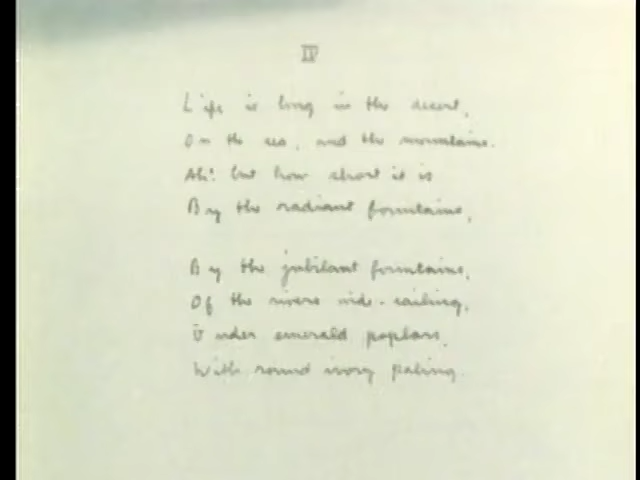 IV
Life is long in the desert,
On the sea, and the mountains.
Ah! but how short it is
By the radiant fountains,
By the jubilant fountains,
Of the rivers wide-sailing,
Under emerald poplars,
With round ivory paling.